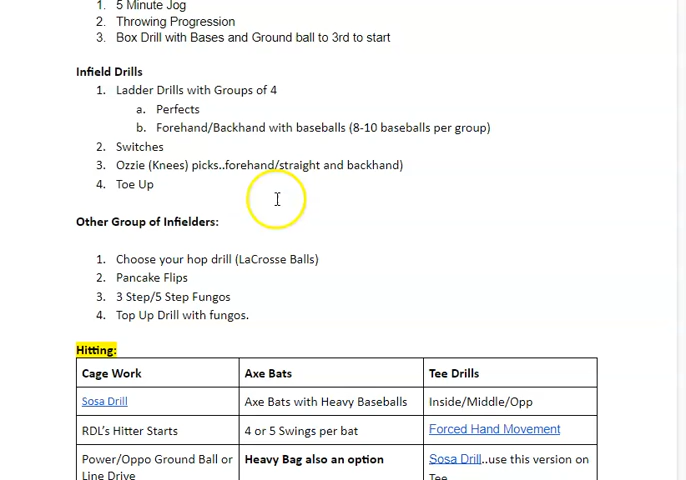 1. 5 Minute Jog
2. Throwing Progression
3. Box Drill with Bases and Ground ball to 3rd to start
Infield Drills
1. Ladder Drills with Groups of 4
a. Perfects
b. Forehand/Backhand with baseballs (8-10 baseballs per group)
2. Switches
3. Ozzie (Knees) picks..forehand/straight and backhand)
4. Toe Up
Other Group of Infielders:
1. Choose your hop drill (LaCrosse Balls)
2. Pancake Flips
3. 3 Step/5 Step Fungos
4. Top Up Drill with fungos.
Hitting:
Cage Work Axe Bats Tee Drills
Sosa Drill Axe Bats with Heavy Baseballs Inside/Middle/Opp
RDL's Hitter Starts 4 or 5 Swings per bat Forced Hand Movement
Power/Oppo Ground Ball or Heavy Bag also an option Sosa Drill..use this version on
Line Drive Tee